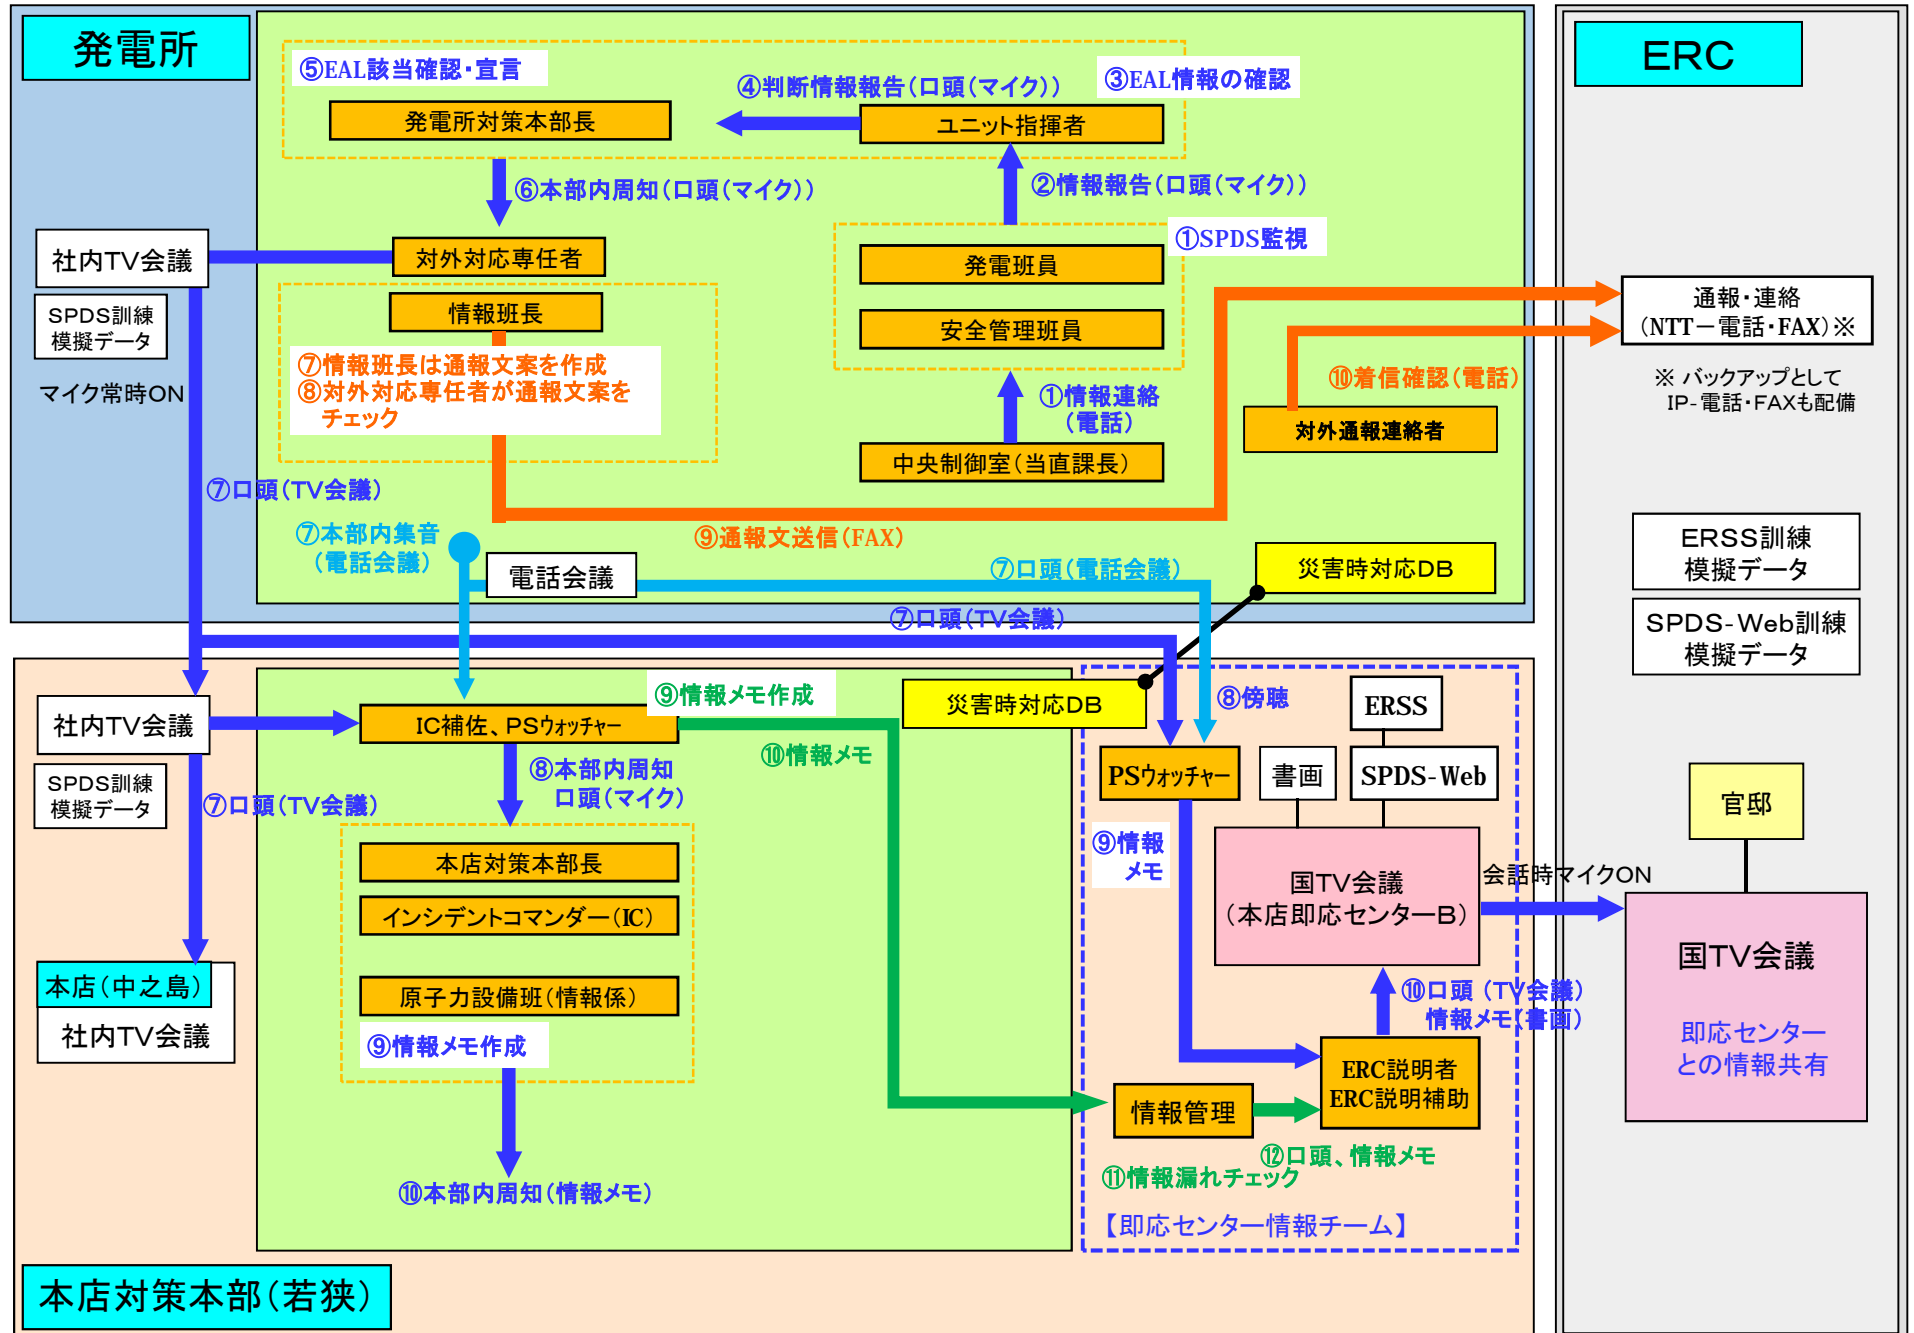 発電所
⑤EAL該当確認・宣言
④判断情報報告(口頭(マイク))
③EAL情報の確認
発電所対策本部長
ユニット指揮者
⑥本部内周知(口頭(マイク))
②情報報告(口頭(マイク))
社内TV会議
対外対応専任者
①SPDS監視
発電班員
SPDS訓練
模擬データ
情報班長
安全管理班員
マイク常時ON
⑦情報班長は通報文案を作成
⑧対外対応専任者が通報文案を
チェック
①情報連絡
(電話)
中央制御室(当直課長)
⑩着信確認(電話)
対外通報連絡者
⑦口頭(TV会議)
⑦本部内集音
(電話会議)
⑨通報文送信(FAX)
電話会議
⑦口頭(電話会議)
災害時対応DB
⑦口頭(TV会議)
ERC
通報・連絡
(NTT-電話・FAX)※
※ バックアップとして
IP-電話・FAXも配備
ERSS訓練
模擬データ
SPDS-Web訓練
模擬データ
官邸
会話時マイクON
国TV会議
即応センター
との情報共有
社内TV会議
SPDS訓練
模擬データ
⑦口頭(TV会議)
IC補佐、PSウォッチャー
⑨情報メモ作成
⑩情報メモ
⑧本部内周知
口頭(マイク)
本店対策本部長
インシデントコマンダー(IC)
原子力設備班(情報係)
⑨情報メモ作成
⑩本部内周知(情報メモ)
本店(中之島)
社内TV会議
災害時対応DB
⑧傍聴
ERSS
PSウォッチャー
書画
SPDS-Web
⑨情報
メモ
国TV会議
(本店即応センターB)
⑩口頭 (TV会議)
情報メモ(書画)
ERC説明者
ERC説明補助
情報管理
⑫口頭、情報メモ
⑪情報漏れチェック
【即応センター情報チーム】
本店対策本部(若狭)